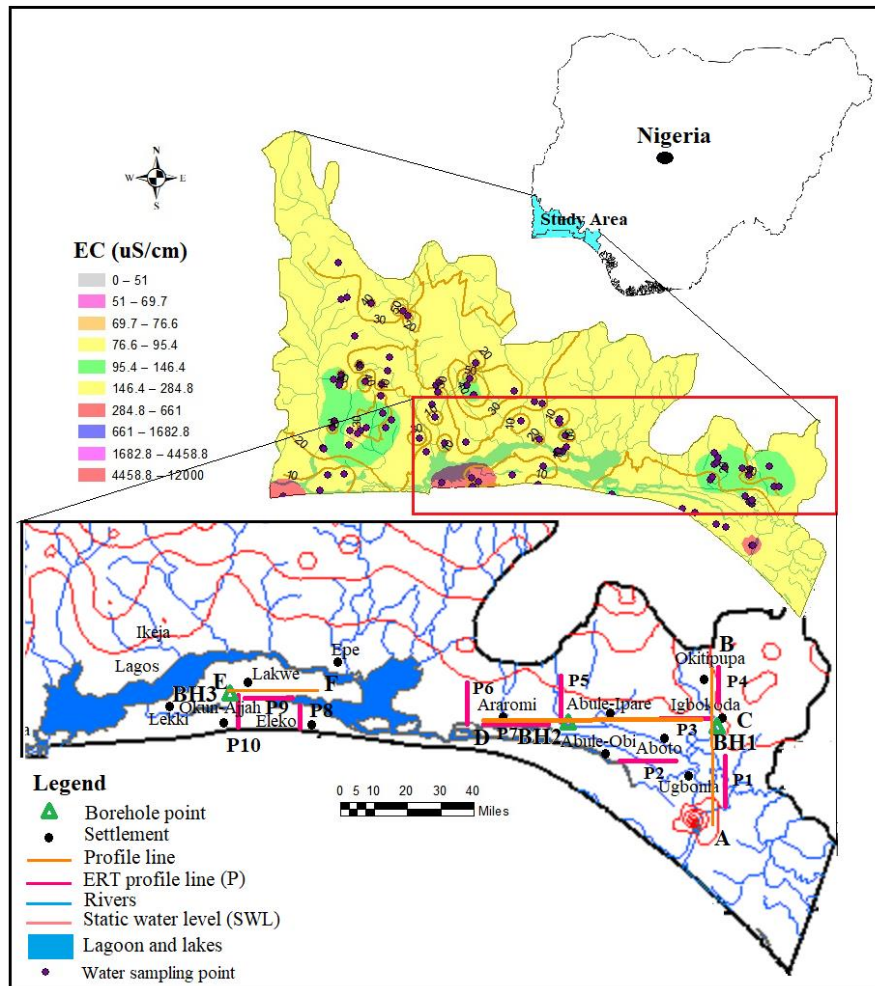 Nigeria
N
W E
S
Study Area
EC (uS/cm)
0 – 51
51 – 69.7
69.7 – 76.6
76.6 – 95.4
95.4 – 146.4
146.4 – 284.8
284.8 – 661
661 - 1682.8
1682.8 – 4458.8
4458.8 – 12000
30
20
20
30
10
20
10
10
B
Okitipupa
P4
Ikeja
Epe
Lagos
E Lakwe
F
P6
P5
BH3
Araromi
Abule-Ipare
Igbokoda
C
Lekki
Okun-Ajah
P9
Eleko
P8
D
P7
BH2
P3
BH1
P10
Abule-Obi
Aboto
P2
P1
Ugbonla
A
Legend
Borehole point
Settlement
Profile line
ERT profile line (P)
Rivers
Static water level (SWL)
Lagoon and lakes
Water sampling point
0 5 10 20 30 40
Miles